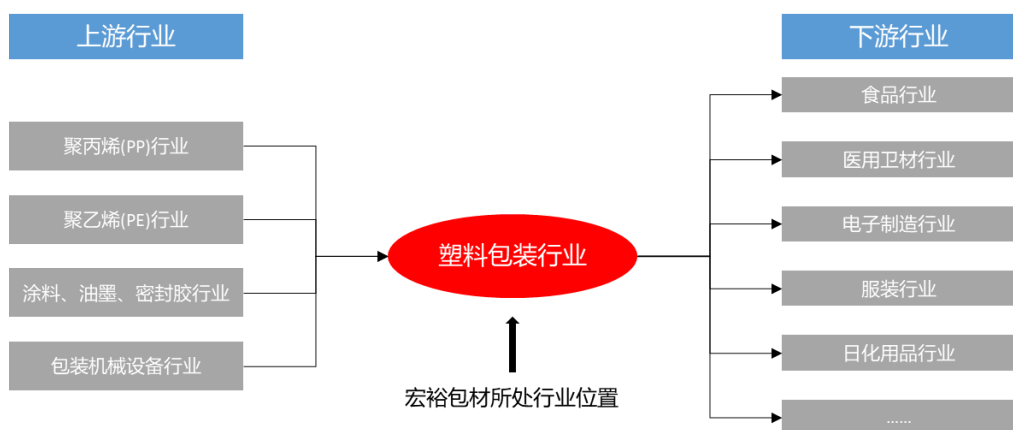 上游行业
下游行业
聚丙烯(PP)行业
聚乙烯(PE)行业
涂料、油墨、密封胶行业
包装机械设备行业
塑料包装行业
宏裕包材所处行业位置
食品行业
医用卫材行业
电子制造行业
服装行业
日化用品行业
......